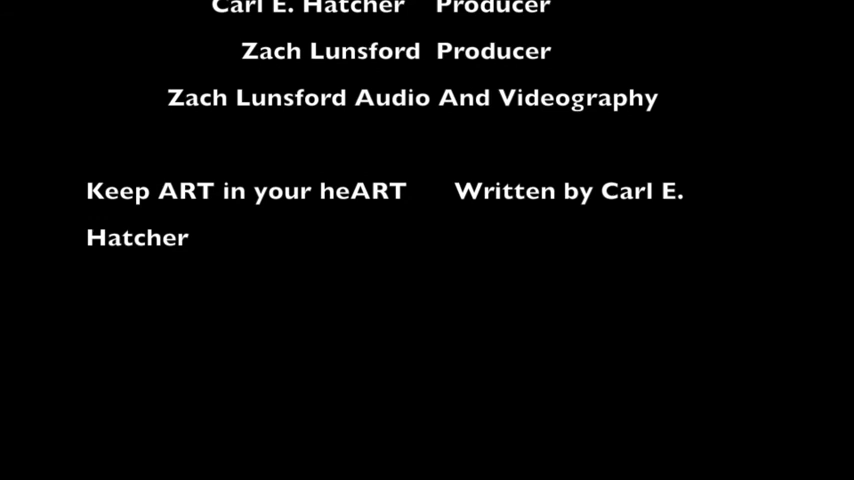 Carl E. Hatcher Producer
Zach Lunsford Producer
Zach Lunsford Audio And Videography
Keep ART in your heART Written by Carl E.
Hatcher